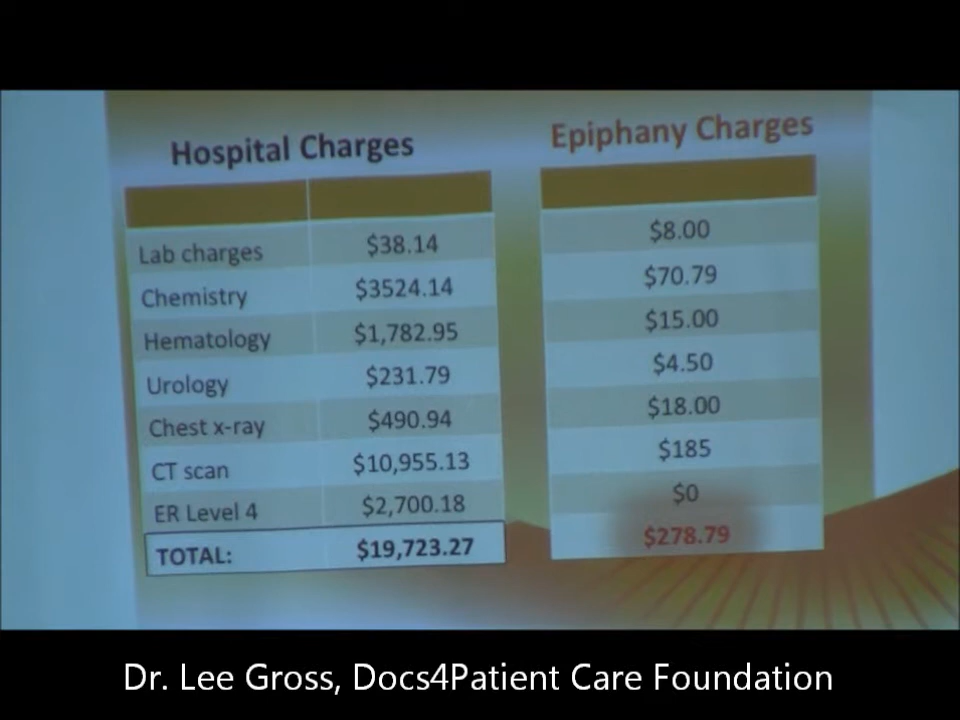 Hospital Charges Epiphany Charges
Lab charges $38.14 $8.00
Chemistry $3524.14 $70.79
Hematology $1,782.95 $15.00
Urology $231.79 $4.50
Chest x-ray $490.94 $18.00
CT scan $10,955.13 $185
ER Level 4 $2,700.18 $0
TOTAL: $19,723.27 $278.79
Dr. Lee Gross, Docs4Patient Care Foundation